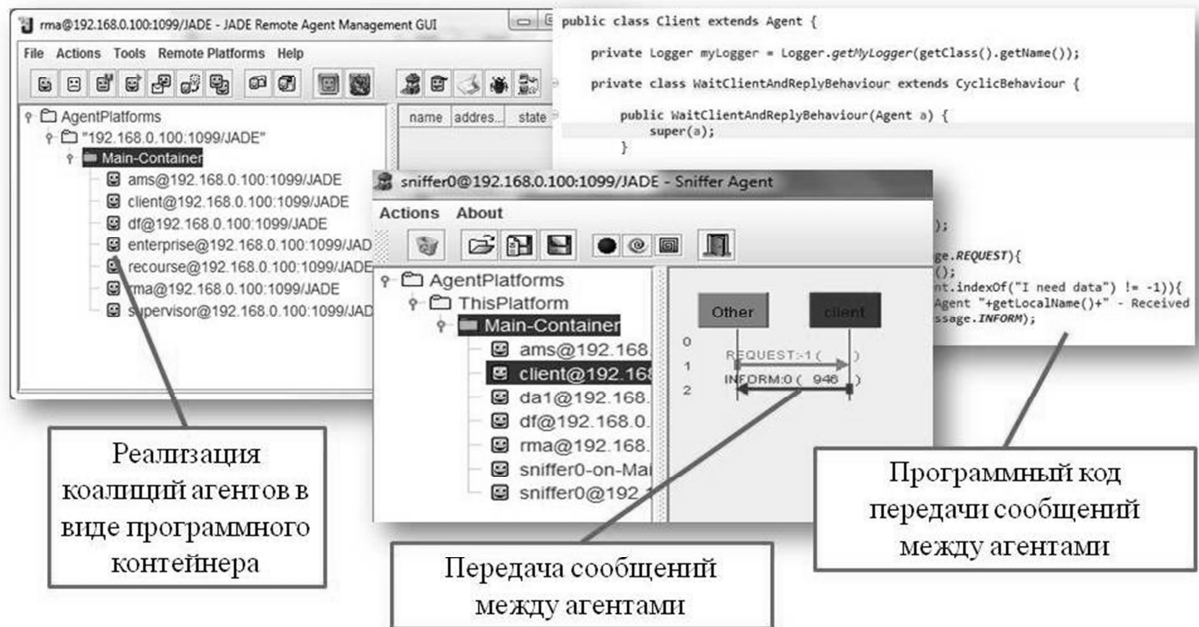 rma@192.168.0.100:1099/JADE - JADE Remote Agent Management GUI
File Actions Tools Remote Platforms Help
AgentPlatforms
"192.168.0.100:1099/JADE"
Main-Container
ams@192.168.0.100:1099/JADE
client@192.168.0.100:1099/JADE
df@192.168.0.100:1099/JADE
enterprise@192.168.0.100:1099/JAD
recourse@192.168.0.100:1099/JADE
rma@192.168.0.100:1099/JADE
supervisor@192.168.0.100:1099/JAD
name addres... state
public class Client extends Agent {
private Logger myLogger = Logger.getMyLogger(getClass().getName());
private class WaitClientAndReplyBehaviour extends CyclicBehaviour {
public WaitClientAndReplyBehaviour(Agent a) {
super(a);
}
);
ge.REQUEST){
();
nt.indexOf("I need data") != -1)){
Agent "+getLocalName()+" - Received
ssage.INFORM);
sniffer0@192.168.0.100:1099/JADE - Sniffer Agent
Actions About
AgentPlatforms
ThisPlatform
Main-Container
ams@192.168.
client@192.168
da1@192.168.0.
df@192.168.0.
rma@192.168.
sniffer0-on-Mai
sniffer0@192.1
Other client
0
REQUEST:-1 ( )
1
INFORM:0 ( 946 )
2
Реализация
коалиций агентов в
виде программного
контейнера
Передача сообщений
между агентами
Программный код
передачи сообщений
между агентами